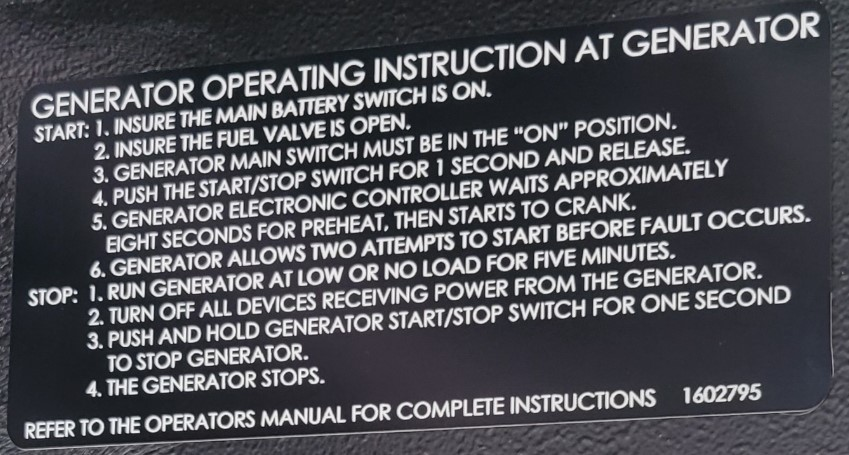 GENERATOR OPERATING INSTRUCTION AT GENERATOR
START: 1. INSURE THE MAIN BATTERY SWITCH IS ON.
2. INSURE THE FUEL VALVE IS OPEN.
3. GENERATOR MAIN SWITCH MUST BE IN THE “ON” POSITION.
4. PUSH THE START/STOP SWITCH FOR 1 SECOND AND RELEASE.
5. GENERATOR ELECTRONIC CONTROLLER WAITS APPROXIMATELY
EIGHT SECONDS FOR PREHEAT, THEN STARTS TO CRANK.
6. GENERATOR ALLOWS TWO ATTEMPTS TO START BEFORE FAULT OCCURS.
STOP: 1. RUN GENERATOR AT LOW OR NO LOAD FOR FIVE MINUTES.
2. TURN OFF ALL DEVICES RECEIVING POWER FROM THE GENERATOR.
3. PUSH AND HOLD GENERATOR START/STOP SWITCH FOR ONE SECOND
TO STOP GENERATOR.
4. THE GENERATOR STOPS.
REFER TO THE OPERATORS MANUAL FOR COMPLETE INSTRUCTIONS 1602795